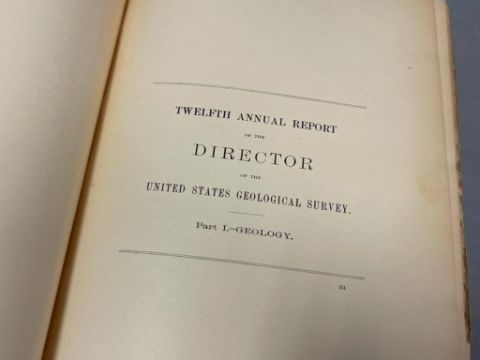 TWELFTH ANNUAL REPORT
OF THE
DIRECTOR
OF THE
UNITED STATES GEOLOGICAL SURVEY.
Part I.—GEOLOGY.
III